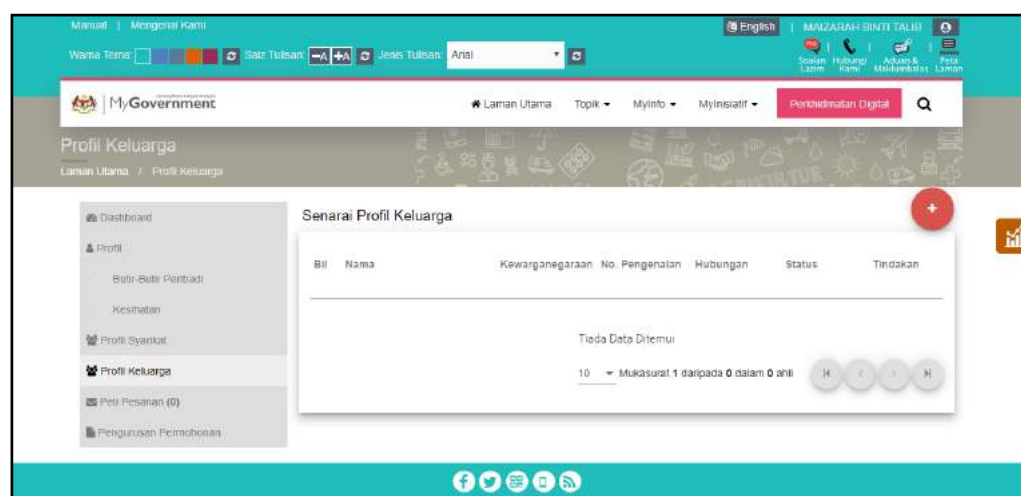 Manual | Mengenai Kami
English | MAIZARAH BINTI TALIB
Warna Tema: Saiz Tulisan: -A +A Jenis Tulisan: Arial
Soalan Lazim
Hubungi Kami
Aduan & Maklumbalas
Peta Laman
MyGovernment
Laman Utama Topik MyInfo MyInisiatif Perkhidmatan Digital
Profil Keluarga
Laman Utama / Profil Keluarga
Dashboard
Profil
Butir-Butir Peribadi
Kesihatan
Profil Syarikat
Profil Keluarga
Peti Pesanan (0)
Pengurusan Permohonan
Senarai Profil Keluarga
+
Bil Nama Kewarganegaraan No. Pengenalan Hubungan Status Tindakan
Tiada Data Ditemui
10 Mukasurat 1 daripada 0 dalam 0 ahli